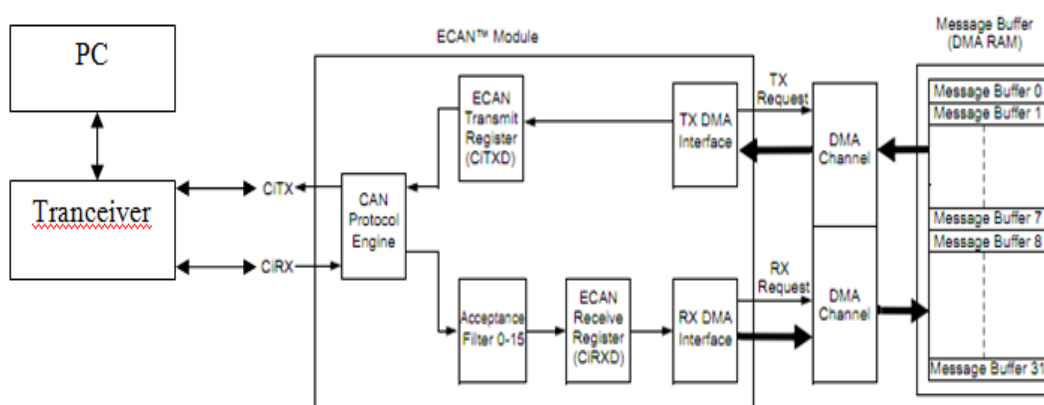 Message Buffer
(DMA RAM)
ECAN™ Module
PC
TX
Request
ECAN
Transmit
Register
(CiTXD)
TX DMA
Interface
DMA
Channel
Message Buffer 0
Message Buffer 1
Tranceiver
CiTX
CiRX
CAN
Protocol
Engine
Message Buffer 7
Message Buffer 8
RX
Request
Acceptance
Filter 0-15
ECAN
Receive
Register
(CiRXD)
RX DMA
Interface
DMA
Channel
Message Buffer 31